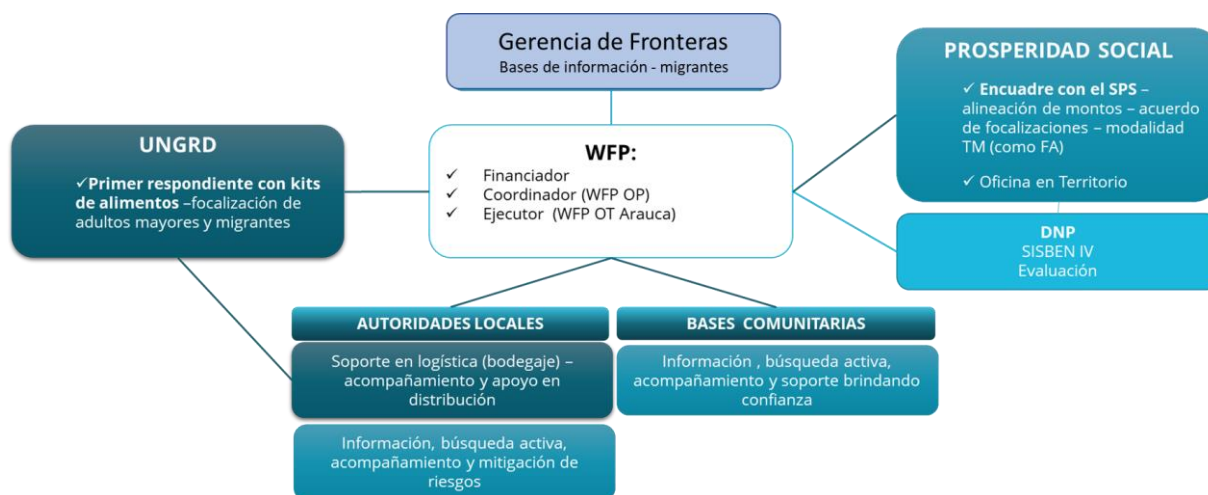 Gerencia de Fronteras
Bases de información - migrantes
PROSPERIDAD SOCIAL
✓ Encuadre con el SPS –
alineación de montos – acuerdo
de focalizaciones – modalidad
TM (como FA)
✓ Oficina en Territorio
UNGRD
✓Primer respondiente con kits
de alimentos –focalización de
adultos mayores y migrantes
WFP:
✓ Financiador
✓ Coordinador (WFP OP)
✓ Ejecutor (WFP OT Arauca)
DNP
SISBEN IV
Evaluación
AUTORIDADES LOCALES
Soporte en logística (bodegaje) –
acompañamiento y apoyo en
distribución
Información, búsqueda activa,
acompañamiento y mitigación de
riesgos
BASES COMUNITARIAS
Información , búsqueda activa,
acompañamiento y soporte brindando
confianza